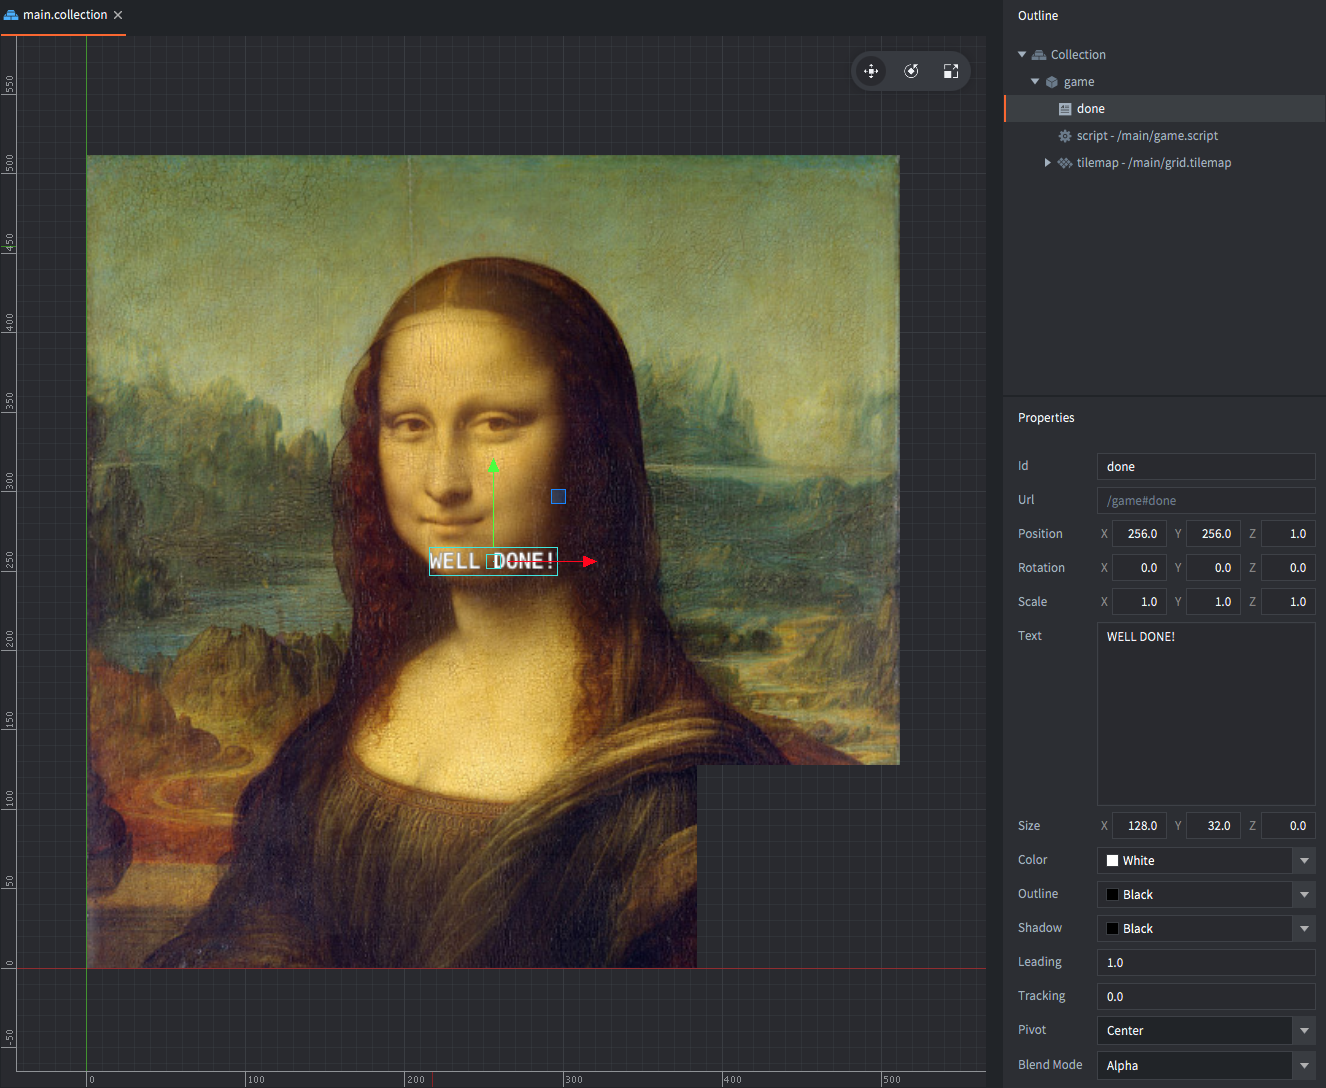 main.collection
Outline
Collection
game
done
script - /main/game.script
tilemap - /main/grid.tilemap
550
500
450
400
350
300
250
200
150
100
50
0
-50
0
100
200
300
400
500
WELL DONE!
Properties
Id done
Url /game#done
Position X 256.0 Y 256.0 Z 1.0
Rotation X 0.0 Y 0.0 Z 0.0
Scale X 1.0 Y 1.0 Z 1.0
Text WELL DONE!
Size X 128.0 Y 32.0 Z 0.0
Color White
Outline Black
Shadow Black
Leading 1.0
Tracking 0.0
Pivot Center
Blend Mode Alpha